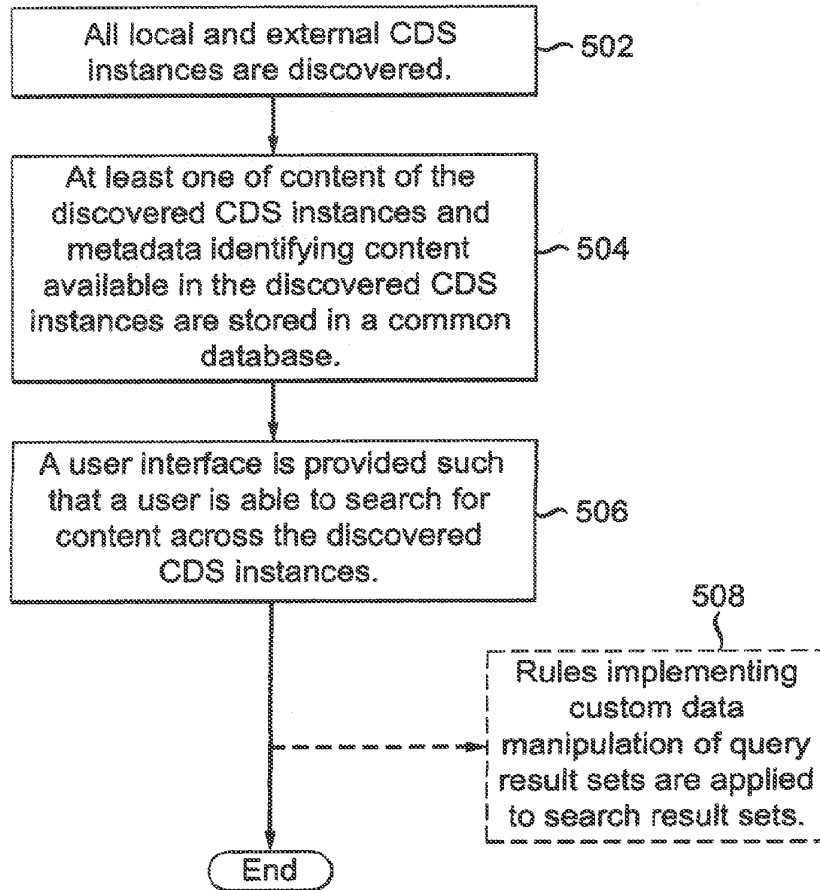 All local and external CDS
instances are discovered.
502
At least one of content of the
discovered CDS instances and
metadata identifying content
available in the discovered CDS
instances are stored in a common
database.
504
A user interface is provided such
that a user is able to search for
content across the discovered
CDS instances.
506
508
Rules implementing
custom data
manipulation of query
result sets are applied
to search result sets.
End